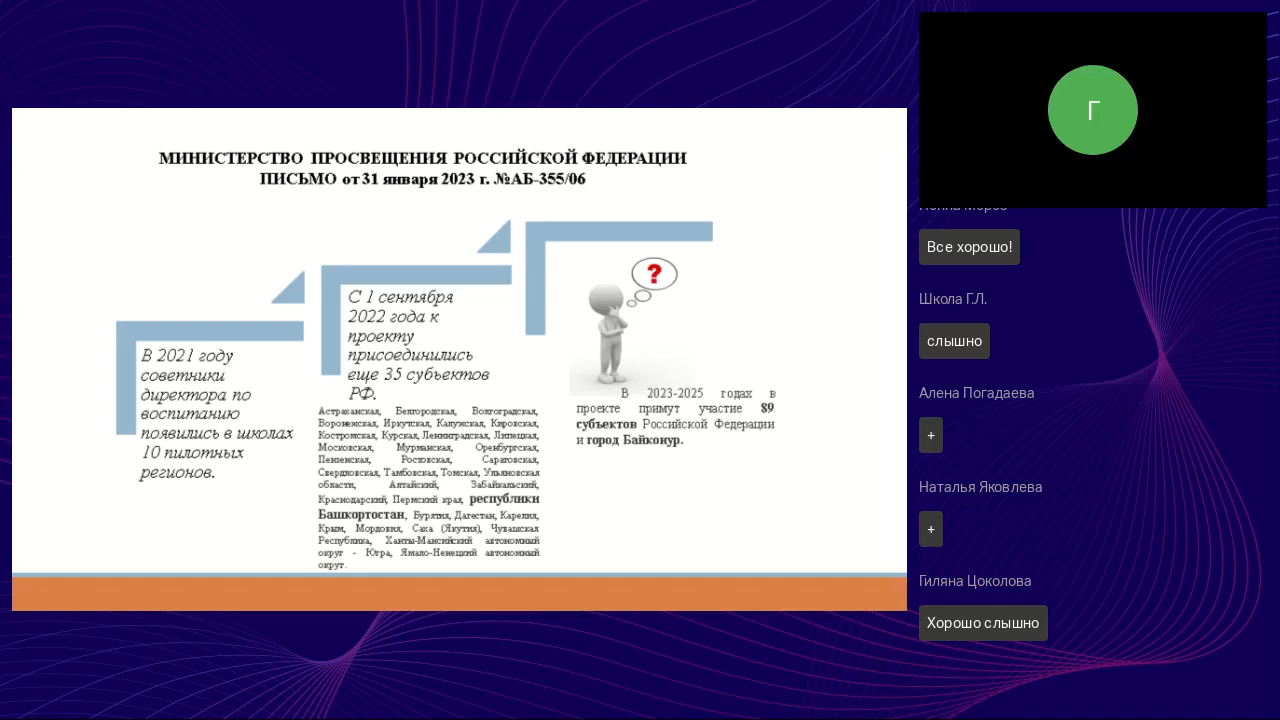 МИНИСТЕРСТВО ПРОСВЕЩЕНИЯ РОССИЙСКОЙ ФЕДЕРАЦИИ
ПИСЬМО от 31 января 2023 г. №АБ-355/06
В 2021 году
советники
директора по
воспитанию
появились в школах
10 пилотных
регионов.
С 1 сентября
2022 года к
проекту
присоединились
еще 35 субъектов
РФ.
Астраханская, Белгородская, Волгоградская,
Воронежская, Иркутская, Калужская, Кировская,
Костромская, Курская, Ленинградская, Липецкая,
Московская, Мурманская, Оренбургская,
Пензенская, Ростовская, Саратовская,
Свердловская, Тамбовская, Томская, Ульяновская
области, Алтайский, Забайкальский,
Краснодарский, Пермский края, республики
Башкортостан, Бурятия, Дагестан, Карелия,
Крым, Мордовия, Саха (Якутия), Чувашская
Республика, Ханты-Мансийский автономный
округ - Югра, Ямало-Ненецкий автономный
округ.
?
В 2023-2025 годах в
проекте примут участие 89
субъектов Российской Федерации
и город Байконур.
Г
Все хорошо!
Школа Г.Л.
слышно
Алена Погадаева
+
Наталья Яковлева
+
Гиляна Цоколова
Хорошо слышно